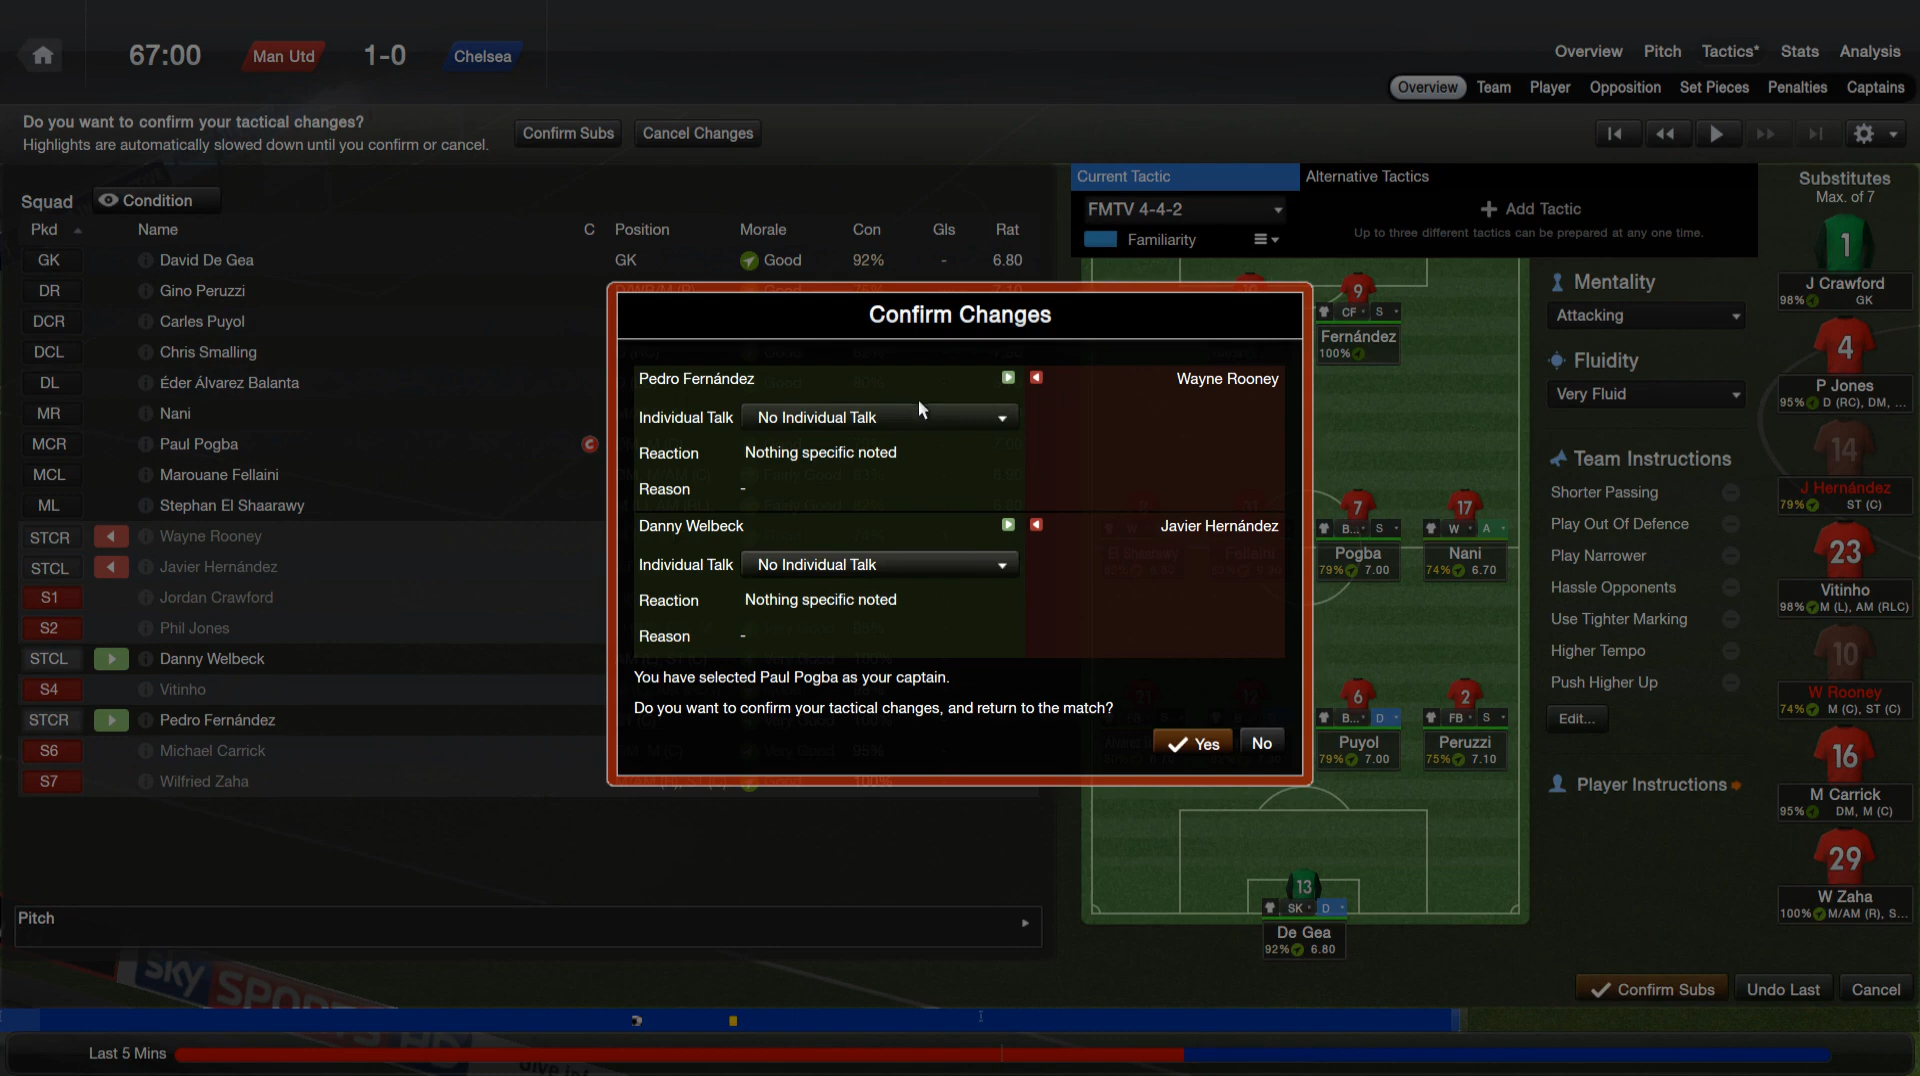 67:00
Man Utd
1-0
Chelsea
Overview Pitch Tactics* Stats Analysis
Overview Team Player Opposition Set Pieces Penalties Captains
Do you want to confirm your tactical changes?
Highlights are automatically slowed down until you confirm or cancel.
Confirm Subs
Cancel Changes
Squad
Condition
Pkd Name C Position Morale Con Gls Rat
GK David De Gea GK Good 92% - 6.80
DR Gino Peruzzi
DCR Carles Puyol
DCL Chris Smalling
DL Éder Álvarez Balanta
MR Nani
MCR Paul Pogba C
MCL Marouane Fellaini
ML Stephan El Shaarawy
STCR Wayne Rooney
STCL Javier Hernández
S1 Jordan Crawford
S2 Phil Jones
STCL Danny Welbeck
S4 Vitinho
STCR Pedro Fernández
S6 Michael Carrick
S7 Wilfried Zaha
Pitch
Current Tactic
Alternative Tactics
FMTV 4-4-2
Familiarity
Add Tactic
Up to three different tactics can be prepared at any one time.
Confirm Changes
Pedro Fernández Wayne Rooney
Individual Talk No Individual Talk
Reaction Nothing specific noted
Reason -
Danny Welbeck Javier Hernández
Individual Talk No Individual Talk
Reaction Nothing specific noted
Reason -
You have selected Paul Pogba as your captain.
Do you want to confirm your tactical changes, and return to the match?
Yes
No
9
CF S
Fernández
100%
7
B... S
Pogba
79% 7.00
17
W A
Nani
74% 6.70
6
B... D
Puyol
79% 7.00
2
FB S
Peruzzi
75% 7.10
13
SK D
De Gea
92% 6.80
Mentality
Attacking
Fluidity
Very Fluid
Team Instructions
Shorter Passing
Play Out Of Defence
Play Narrower
Hassle Opponents
Use Tighter Marking
Higher Tempo
Push Higher Up
Edit...
Player Instructions
Substitutes
Max. of 7
1
J Crawford
98% GK
4
P Jones
95% D (RC), DM, ...
14
J Hernández
79% ST (C)
23
Vitinho
98% M (L), AM (RLC)
10
W Rooney
74% M (C), ST (C)
16
M Carrick
95% DM, M (C)
29
W Zaha
100% M/AM (R), S...
Confirm Subs
Undo Last
Cancel
sky SPORTS
Last 5 Mins